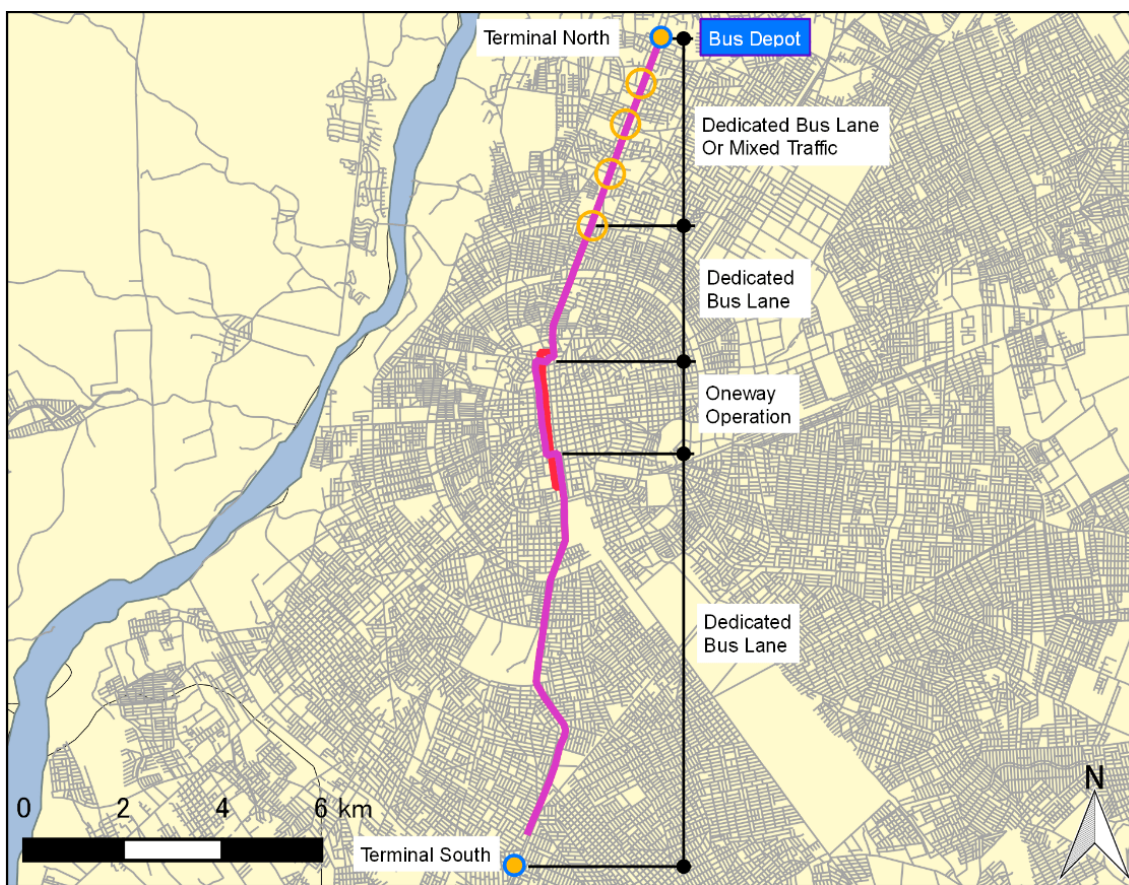 Terminal North
Bus Depot
Dedicated Bus Lane
Or Mixed Traffic
Dedicated
Bus Lane
Oneway
Operation
Dedicated
Bus Lane
N
0 2 4 6 km
Terminal South